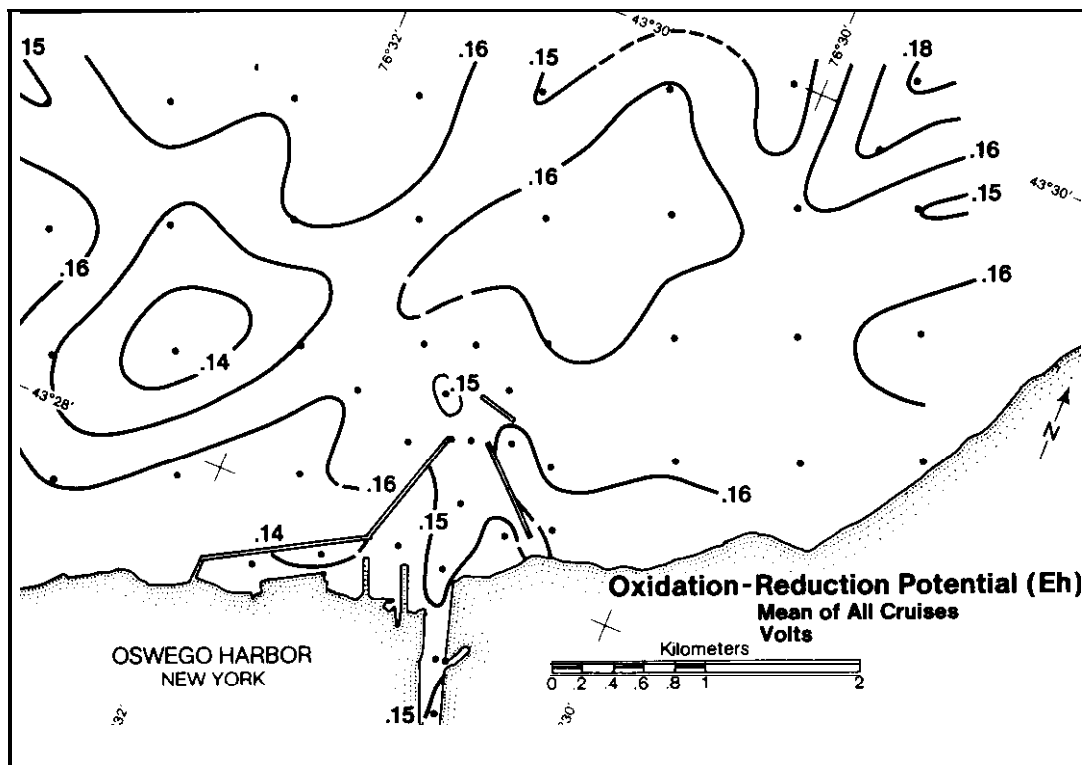 .15
76°32'
43°30'
76°30'
.16
.15
.18
.16
.16
43°30'
.15
.16
.16
.14
.15
43°28'
N
.16
.16
.15
.14
Oxidation-Reduction Potential (Eh)
Mean of All Cruises
Volts
Kilometers
0 .2 .4 .6 .8 1 2
OSWEGO HARBOR
NEW YORK
.15